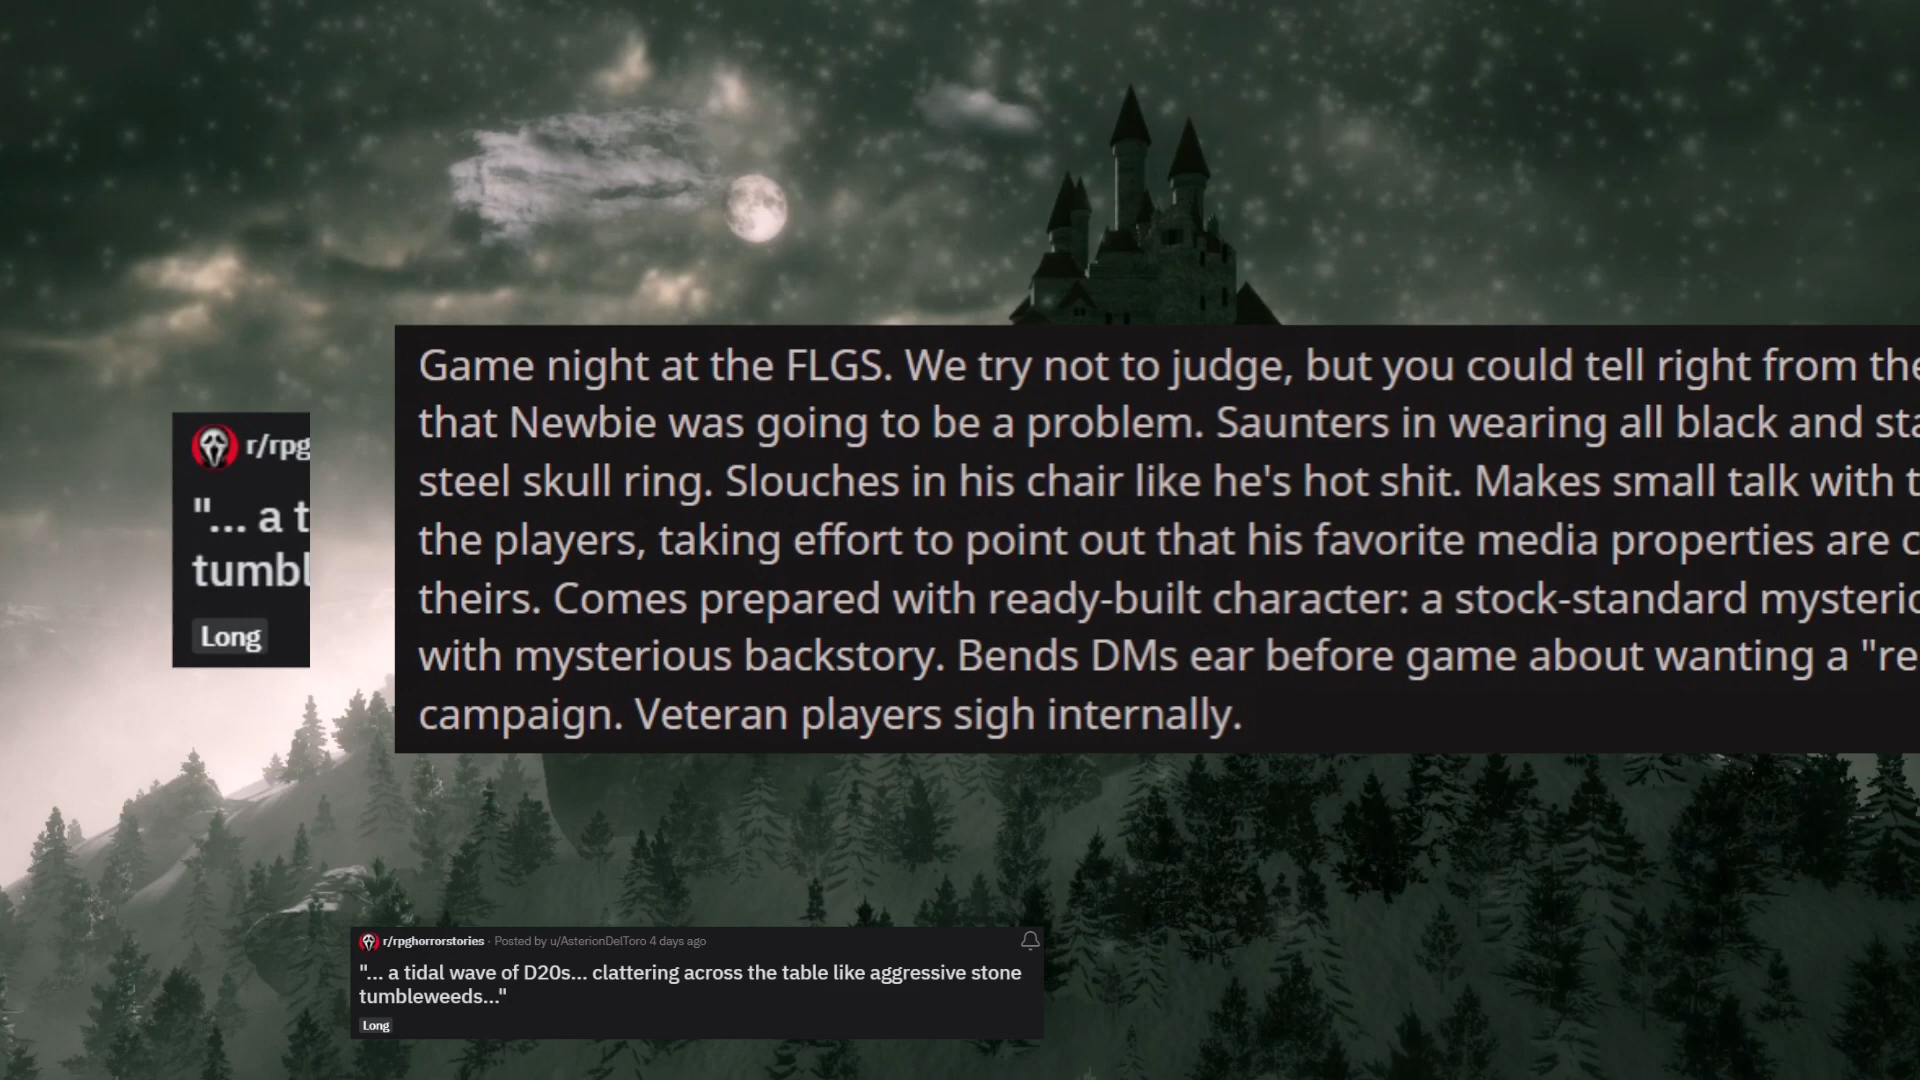 Game night at the FLGS. We try not to judge, but you could tell right from the
that Newbie was going to be a problem. Saunters in wearing all black and sta
steel skull ring. Slouches in his chair like he's hot shit. Makes small talk with t
the players, taking effort to point out that his favorite media properties are c
theirs. Comes prepared with ready-built character: a stock-standard mysterio
with mysterious backstory. Bends DMs ear before game about wanting a "re
campaign. Veteran players sigh internally.
r/rpg
"... a t
tumbl
Long
r/rpghorrorstories · Posted by u/AsterionDelToro 4 days ago
"... a tidal wave of D20s... clattering across the table like aggressive stone
tumbleweeds..."
Long